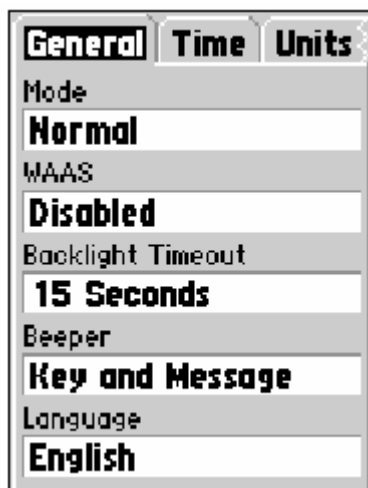 General Time Units
Mode
Normal
WAAS
Disabled
Backlight Timeout
15 Seconds
Beeper
Key and Message
Language
English